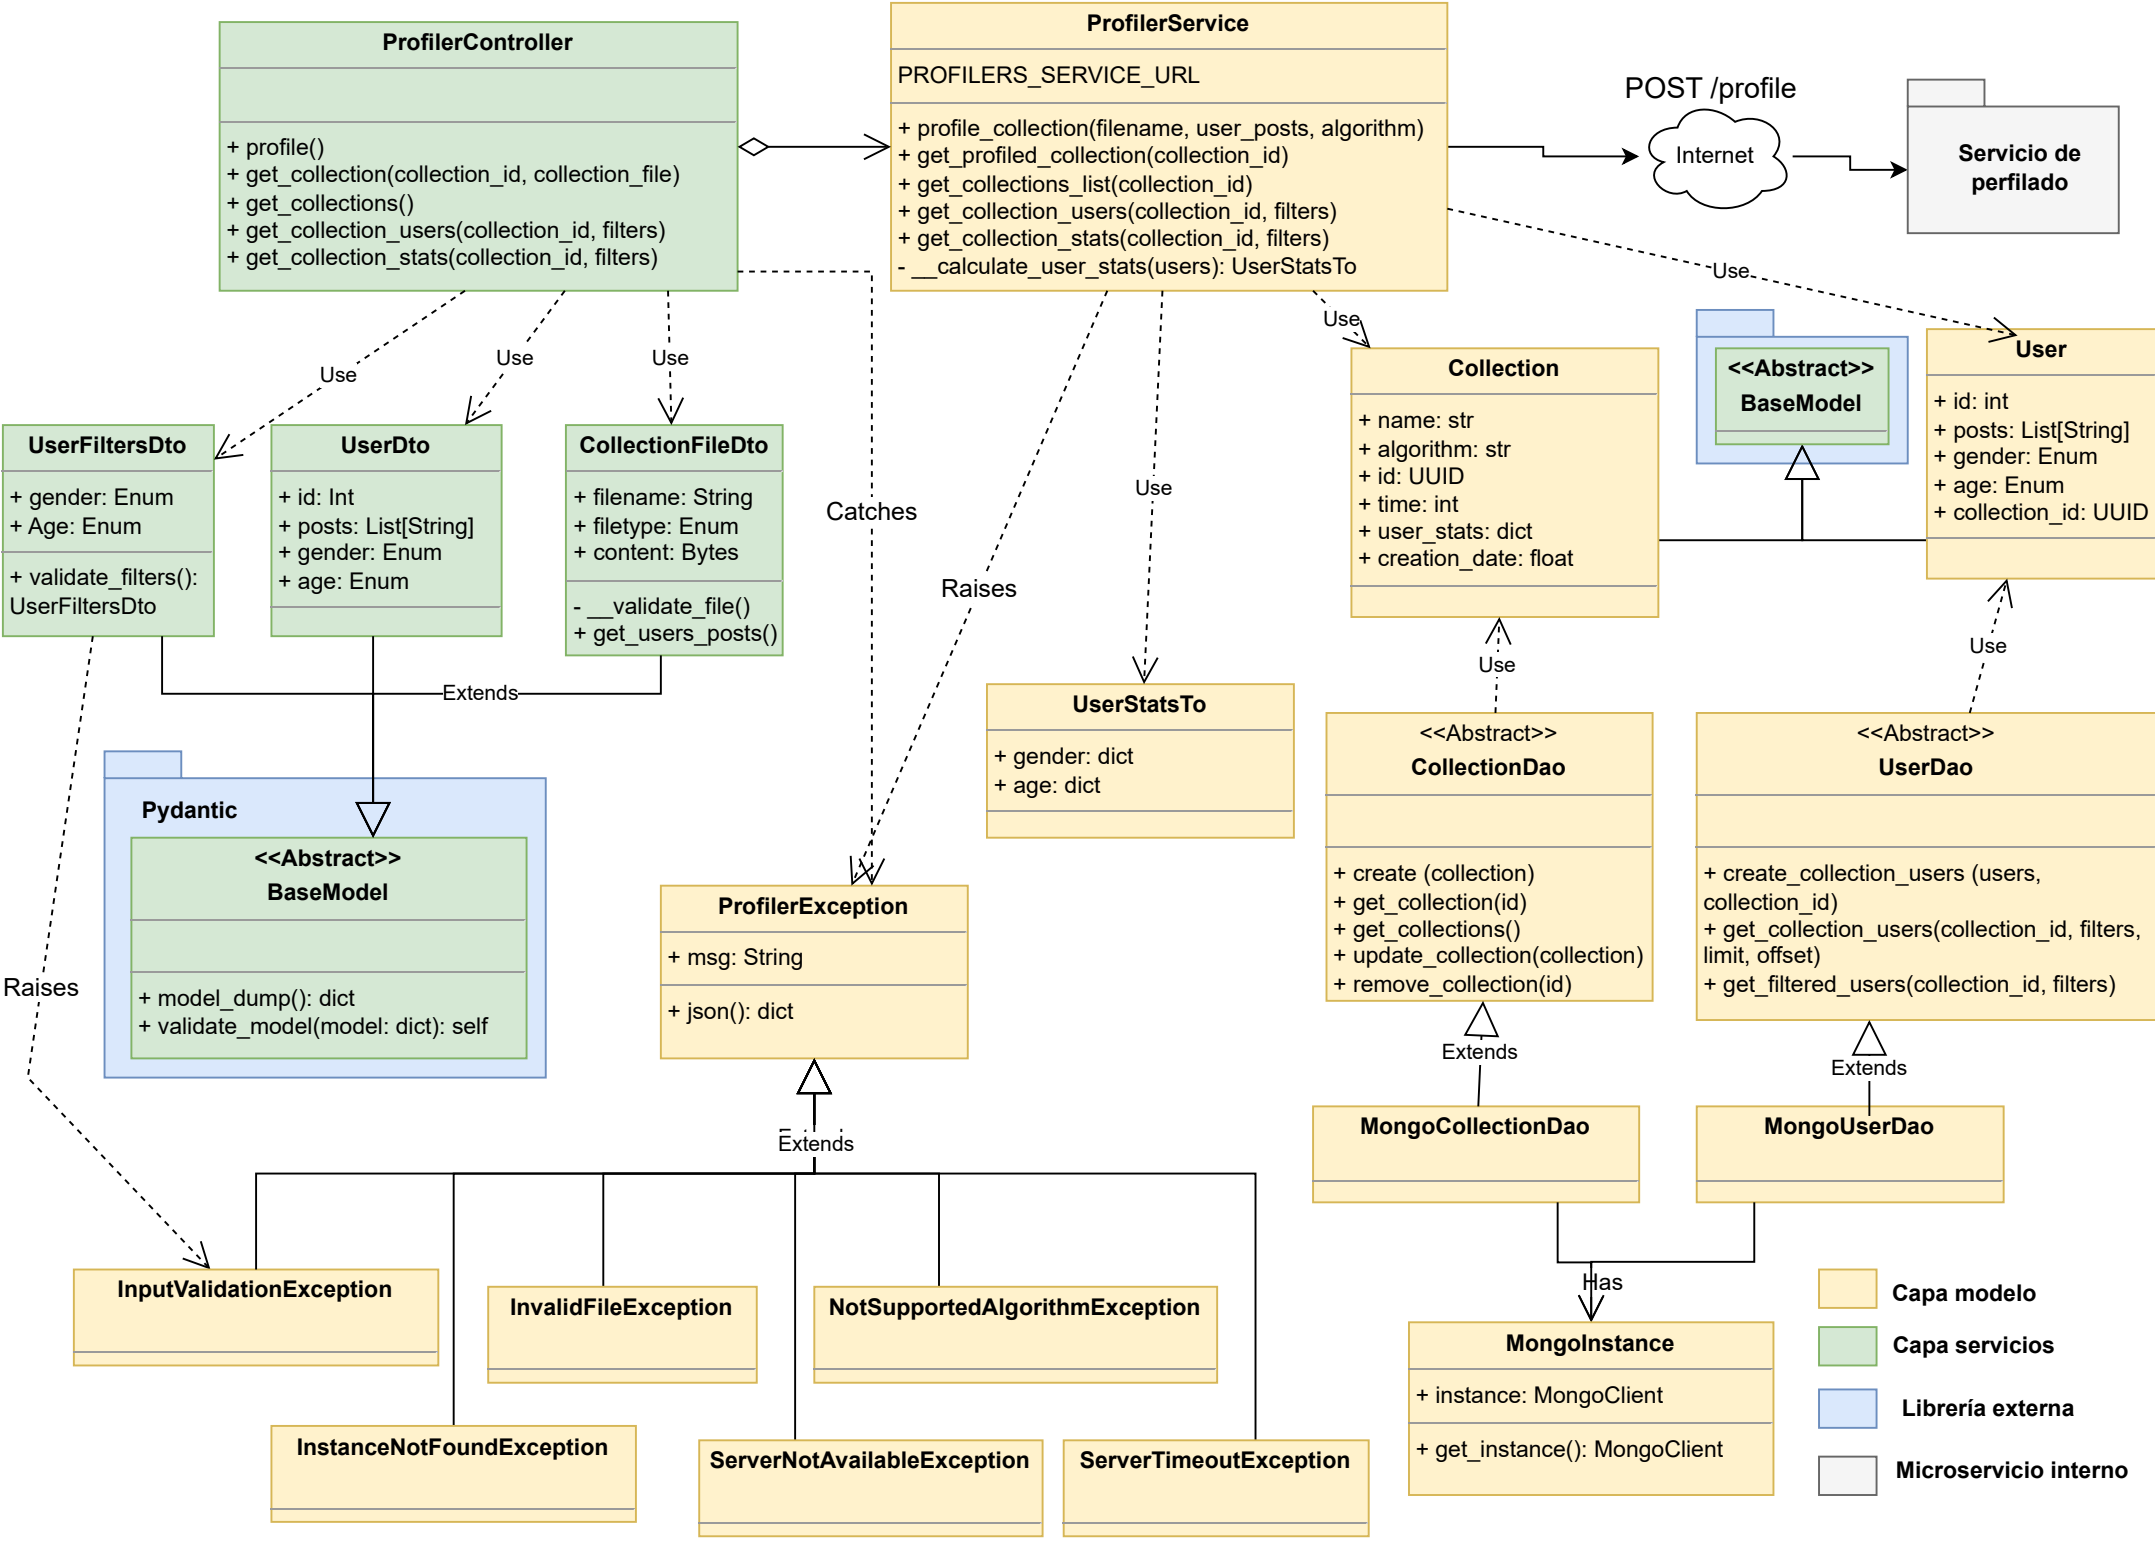 ProfilerController
+ profile()
+ get_collection(collection_id, collection_file)
+ get_collections()
+ get_collection_users(collection_id, filters)
+ get_collection_stats(collection_id, filters)
ProfilerService
PROFILERS_SERVICE_URL
+ profile_collection(filename, user_posts, algorithm)
+ get_profiled_collection(collection_id)
+ get_collections_list(collection_id)
+ get_collection_users(collection_id, filters)
+ get_collection_stats(collection_id, filters)
- __calculate_user_stats(users): UserStatsTo
POST /profile
Internet
Servicio de
perfilado
Use
Use
Use
Catches
Raises
Use
Use
Use
UserFiltersDto
+ gender: Enum
+ Age: Enum
+ validate_filters():
UserFiltersDto
UserDto
+ id: Int
+ posts: List[String]
+ gender: Enum
+ age: Enum
CollectionFileDto
+ filename: String
+ filetype: Enum
+ content: Bytes
- __validate_file()
+ get_users_posts()
Collection
+ name: str
+ algorithm: str
+ id: UUID
+ time: int
+ user_stats: dict
+ creation_date: float
<<Abstract>>
BaseModel
User
+ id: int
+ posts: List[String]
+ gender: Enum
+ age: Enum
+ collection_id: UUID
Extends
Raises
Pydantic
<<Abstract>>
BaseModel
+ model_dump(): dict
+ validate_model(model: dict): self
UserStatsTo
+ gender: dict
+ age: dict
Use
Use
<<Abstract>>
CollectionDao
+ create (collection)
+ get_collection(id)
+ get_collections()
+ update_collection(collection)
+ remove_collection(id)
<<Abstract>>
UserDao
+ create_collection_users (users,
collection_id)
+ get_collection_users(collection_id, filters,
limit, offset)
+ get_filtered_users(collection_id, filters)
ProfilerException
+ msg: String
+ json(): dict
Extends
Extends
Extends
MongoCollectionDao
MongoUserDao
Has
InputValidationException
InvalidFileException
NotSupportedAlgorithmException
InstanceNotFoundException
ServerNotAvailableException
ServerTimeoutException
MongoInstance
+ instance: MongoClient
+ get_instance(): MongoClient
Capa modelo
Capa servicios
Librería externa
Microservicio interno